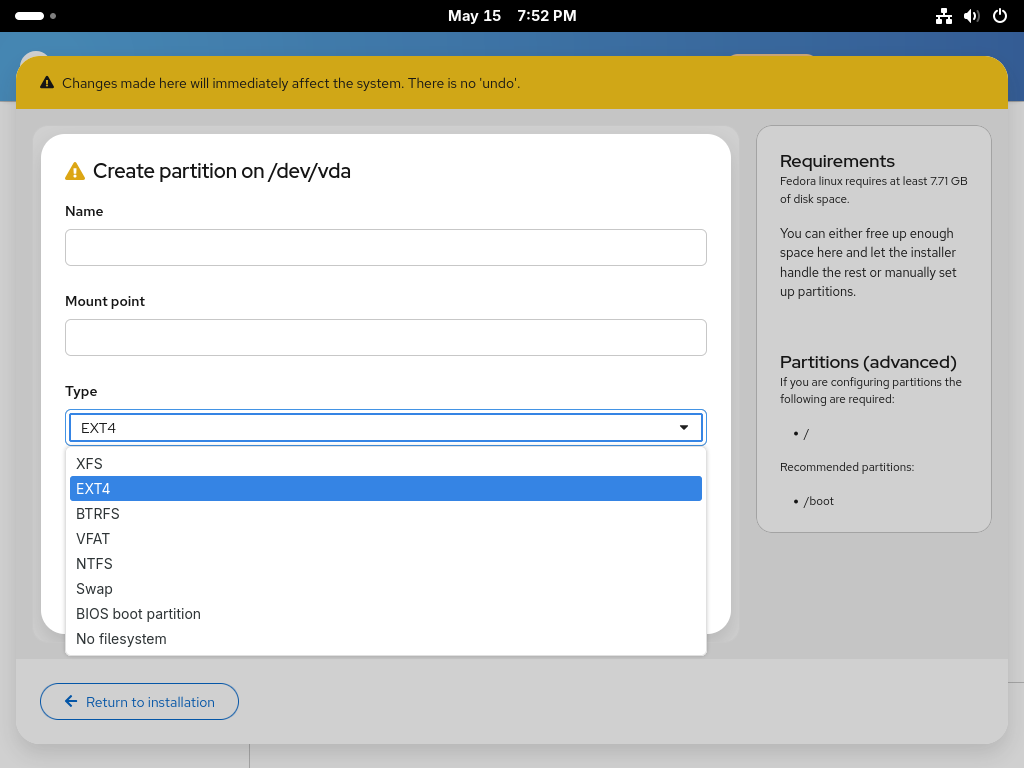 May 15 7:52 PM
Changes made here will immediately affect the system. There is no 'undo'.
Create partition on /dev/vda
Name
Mount point
Type
EXT4
XFS
EXT4
BTRFS
VFAT
NTFS
Swap
BIOS boot partition
No filesystem
Requirements
Fedora linux requires at least 7.71 GB
of disk space.
You can either free up enough
space here and let the installer
handle the rest or manually set
up partitions.
Partitions (advanced)
If you are configuring partitions the
following are required:
• /
Recommended partitions:
• /boot
Return to installation